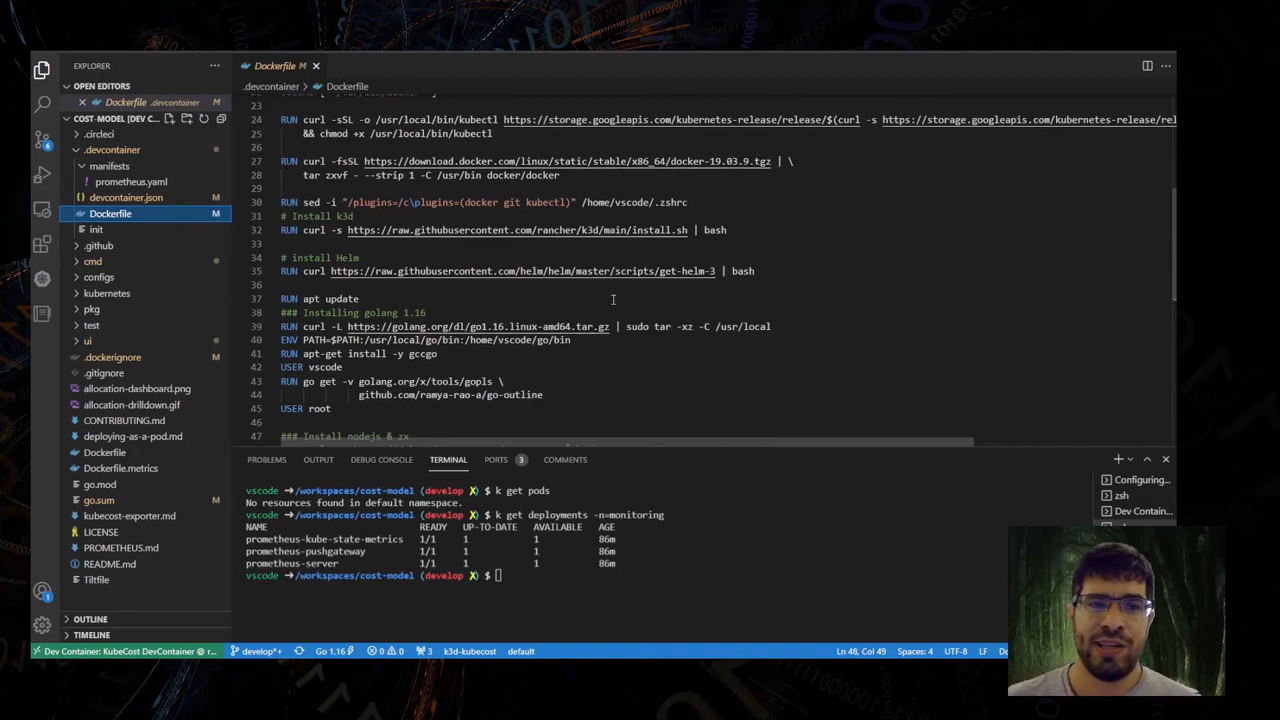 EXPLORER
OPEN EDITORS
Dockerfile .devcontainer M
COST-MODEL [DEV C...
.circleci
.devcontainer
manifests
prometheus.yaml
devcontainer.json M
Dockerfile M
init
.github
cmd
configs
kubernetes
pkg
test
ui
.dockerignore M
.gitignore
allocation-dashboard.png
allocation-drilldown.gif
CONTRIBUTING.md
deploying-as-a-pod.md
Dockerfile
Dockerfile.metrics
go.mod
go.sum M
kubecost-exporter.md
LICENSE
PROMETHEUS.md
README.md
Tiltfile
OUTLINE
TIMELINE
6
1
Dockerfile M
.devcontainer > Dockerfile
23
24 RUN curl -sSL -o /usr/local/bin/kubectl https://storage.googleapis.com/kubernetes-release/release/$(curl -s https://storage.googleapis.com/kubernetes-release/rel
25 && chmod +x /usr/local/bin/kubectl
26
27 RUN curl -fsSL https://download.docker.com/linux/static/stable/x86_64/docker-19.03.9.tgz | \
28 tar zxvf - --strip 1 -C /usr/bin docker/docker
29
30 RUN sed -i "/plugins=/c\plugins=(docker git kubectl)" /home/vscode/.zshrc
31 # Install k3d
32 RUN curl -s https://raw.githubusercontent.com/rancher/k3d/main/install.sh | bash
33
34 # install Helm
35 RUN curl https://raw.githubusercontent.com/helm/helm/master/scripts/get-helm-3 | bash
36
37 RUN apt update
38 ### Installing golang 1.16
39 RUN curl -L https://golang.org/dl/go1.16.linux-amd64.tar.gz | sudo tar -xz -C /usr/local
40 ENV PATH=$PATH:/usr/local/go/bin:/home/vscode/go/bin
41 RUN apt-get install -y gccgo
42 USER vscode
43 RUN go get -v golang.org/x/tools/gopls \
44 github.com/ramya-rao-a/go-outline
45 USER root
46
47 ### Install nodejs & zx
PROBLEMS OUTPUT DEBUG CONSOLE TERMINAL PORTS 3 COMMENTS
vscode ➜ /workspaces/cost-model (develop ✗) $ k get pods
No resources found in default namespace.
vscode ➜ /workspaces/cost-model (develop ✗) $ k get deployments -n=monitoring
NAME READY UP-TO-DATE AVAILABLE AGE
prometheus-kube-state-metrics 1/1 1 1 86m
prometheus-pushgateway 1/1 1 1 86m
prometheus-server 1/1 1 1 86m
vscode ➜ /workspaces/cost-model (develop ✗) $
Configuring...
zsh
Dev Contain...
Dev Container: KubeCost DevContainer @ r... develop*+ Go 1.16 0 0 3 k3d-kubecost default Ln 48, Col 49 Spaces: 4 UTF-8 LF